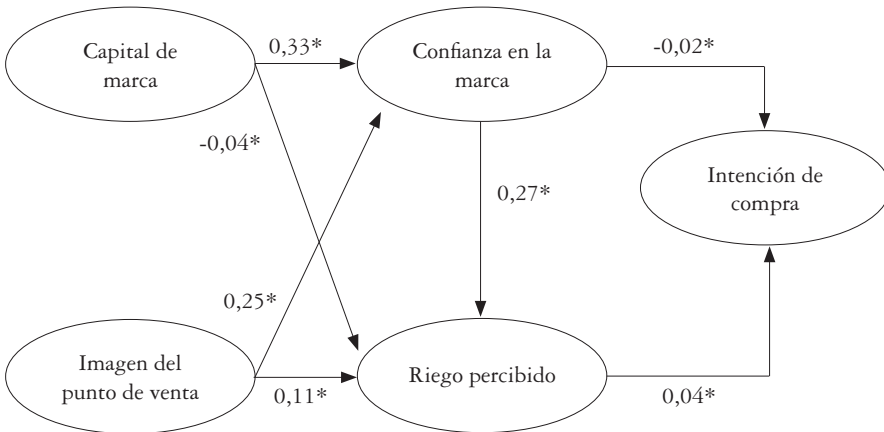 Capital de
marca
0,33*
Confianza en la
marca
-0,02*
-0,04*
Intención de
compra
0,27*
0,25*
Imagen del
punto de venta
0,11*
Riego percibido
0,04*